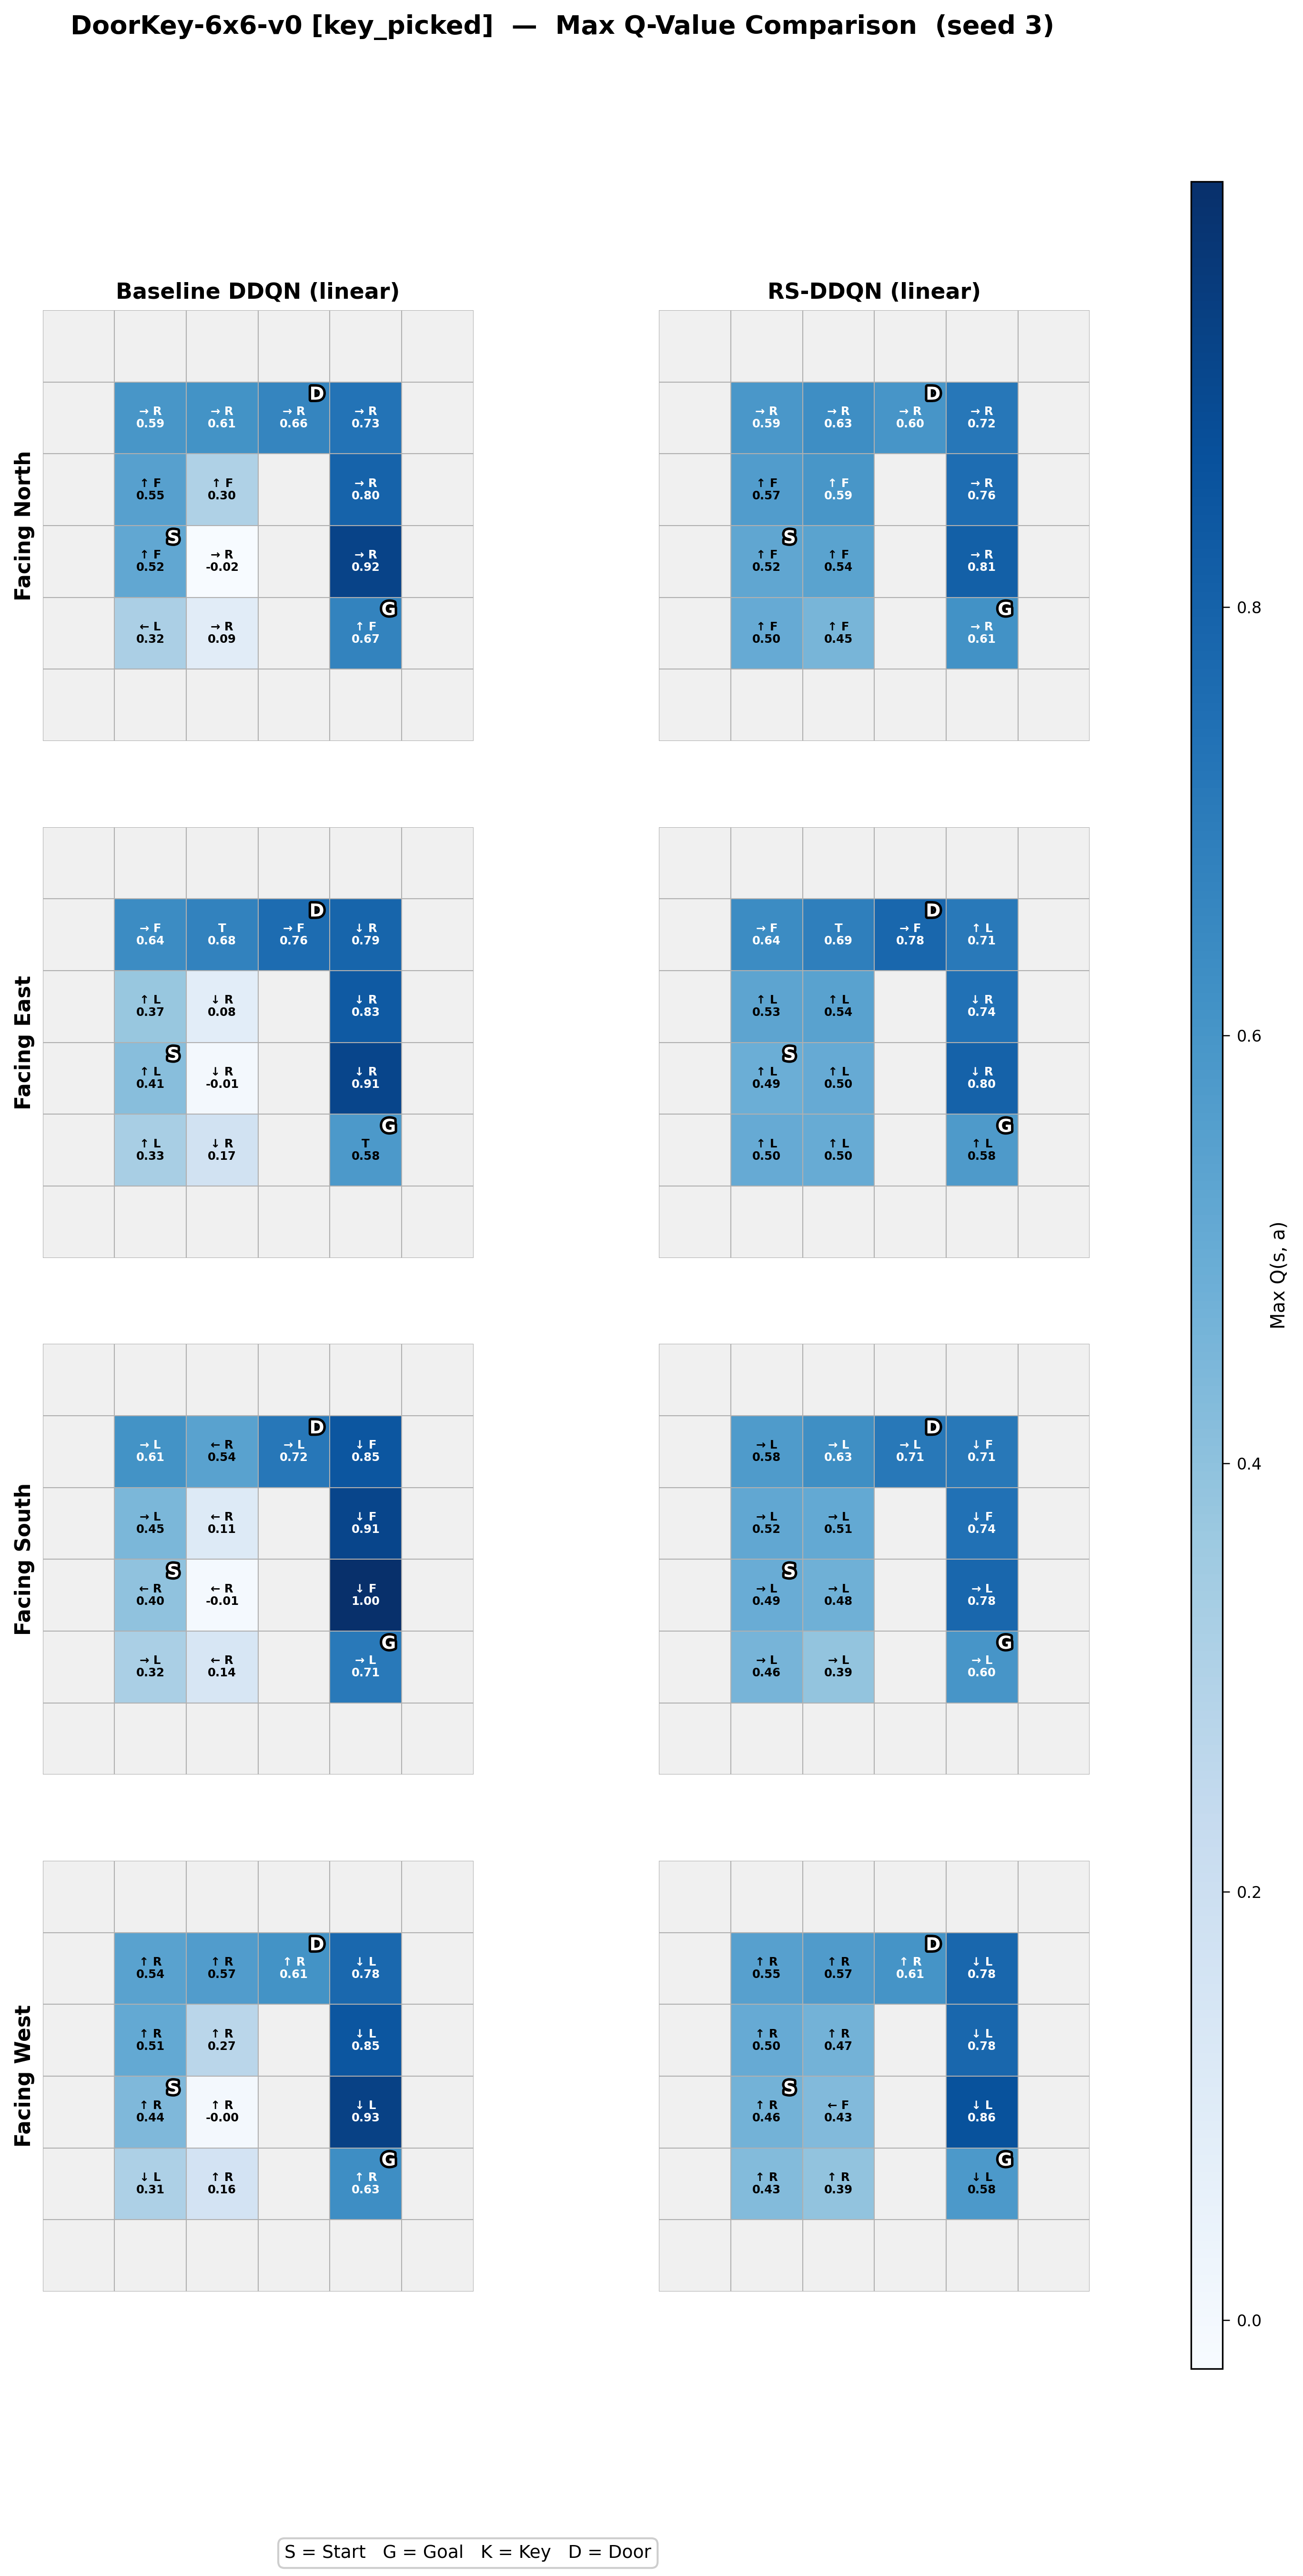 DoorKey-6x6-v0 [key_picked] — Max Q-Value Comparison (seed 3)
Baseline DDQN (linear) RS-DDQN (linear)
Facing North
D D
→ R → R → R → R → R → R → R → R
0.59 0.61 0.66 0.73 0.59 0.63 0.60 0.72
↑ F ↑ F → R ↑ F ↑ F → R
0.55 0.30 0.80 0.57 0.59 0.76
S S
↑ F → R → R ↑ F ↑ F → R
0.52 -0.02 0.92 0.52 0.54 0.81
G G
← L → R ↑ F ↑ F ↑ F → R
0.32 0.09 0.67 0.50 0.45 0.61
Facing East
D D
→ F T → F ↓ R → F T → F ↑ L
0.64 0.68 0.76 0.79 0.64 0.69 0.78 0.71
↑ L ↓ R ↓ R ↑ L ↑ L ↓ R
0.37 0.08 0.83 0.53 0.54 0.74
S S
↑ L ↓ R ↓ R ↑ L ↑ L ↓ R
0.41 -0.01 0.91 0.49 0.50 0.80
G G
↑ L ↓ R T ↑ L ↑ L ↑ L
0.33 0.17 0.58 0.50 0.50 0.58
Facing South
D D
→ L ← R → L ↓ F → L → L → L ↓ F
0.61 0.54 0.72 0.85 0.58 0.63 0.71 0.71
→ L ← R ↓ F → L → L ↓ F
0.45 0.11 0.91 0.52 0.51 0.74
S S
← R ← R ↓ F → L → L → L
0.40 -0.01 1.00 0.49 0.48 0.78
G G
→ L ← R → L → L → L → L
0.32 0.14 0.71 0.46 0.39 0.60
Facing West
D D
↑ R ↑ R ↑ R ↓ L ↑ R ↑ R ↑ R ↓ L
0.54 0.57 0.61 0.78 0.55 0.57 0.61 0.78
↑ R ↑ R ↓ L ↑ R ↑ R ↓ L
0.51 0.27 0.85 0.50 0.47 0.78
S S
↑ R ↑ R ↓ L ↑ R ← F ↓ L
0.44 -0.00 0.93 0.46 0.43 0.86
G G
↓ L ↑ R ↑ R ↑ R ↑ R ↓ L
0.31 0.16 0.63 0.43 0.39 0.58
0.8
0.6
0.4
0.2
0.0
Max Q(s, a)
S = Start G = Goal K = Key D = Door